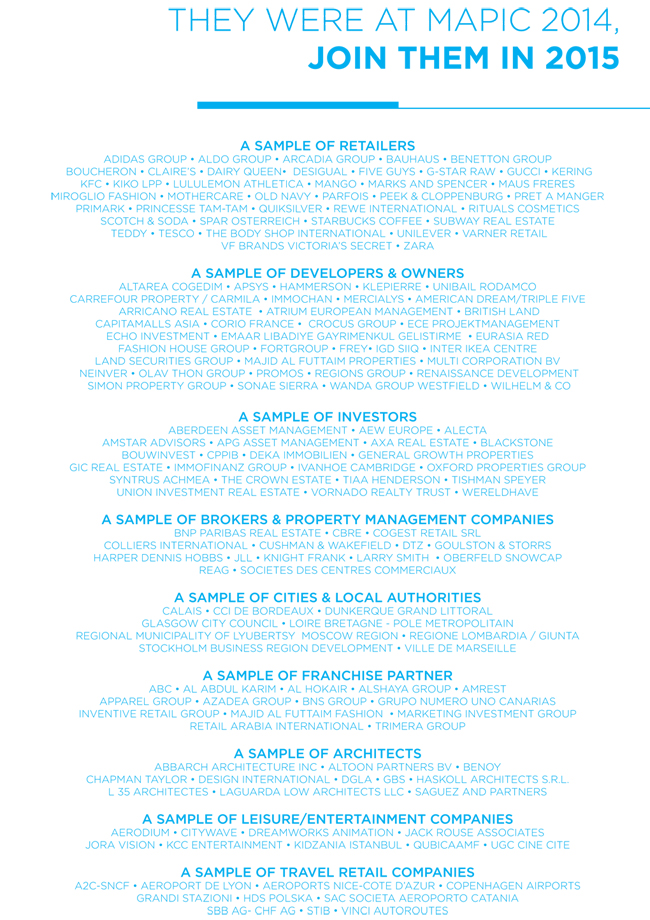 THEY WERE AT MAPIC 2014,
JOIN THEM IN 2015
A SAMPLE OF RETAILERS
ADIDAS GROUP • ALDO GROUP • ARCADIA GROUP • BAUHAUS • BENETTON GROUP
BOUCHERON • CLAIRE'S • DAIRY QUEEN• DESIGUAL • FIVE GUYS • G-STAR RAW • GUCCI • KERING
KFC • KIKO LPP • LULULEMON ATHLETICA • MANGO • MARKS AND SPENCER • MAUS FRERES
MIROGLIO FASHION • MOTHERCARE • OLD NAVY • PARFOIS • PEEK & CLOPPENBURG • PRET A MANGER
PRIMARK • PRINCESSE TAM-TAM • QUIKSILVER • REWE INTERNATIONAL • RITUALS COSMETICS
SCOTCH & SODA • SPAR OSTERREICH • STARBUCKS COFFEE • SUBWAY REAL ESTATE
TEDDY • TESCO • THE BODY SHOP INTERNATIONAL • UNILEVER • VARNER RETAIL
VF BRANDS VICTORIA'S SECRET • ZARA
A SAMPLE OF DEVELOPERS & OWNERS
ALTAREA COGEDIM • APSYS • HAMMERSON • KLEPIERRE • UNIBAIL RODAMCO
CARREFOUR PROPERTY / CARMILA • IMMOCHAN • MERCIALYS • AMERICAN DREAM/TRIPLE FIVE
ARRICANO REAL ESTATE • ATRIUM EUROPEAN MANAGEMENT • BRITISH LAND
CAPITAMALLS ASIA • CORIO FRANCE • CROCUS GROUP • ECE PROJEKTMANAGEMENT
ECHO INVESTMENT • EMAAR LIBADIYE GAYRIMENKUL GELISTIRME • EURASIA RED
FASHION HOUSE GROUP • FORTGROUP • FREY• IGD SIIQ • INTER IKEA CENTRE
LAND SECURITIES GROUP • MAJID AL FUTTAIM PROPERTIES • MULTI CORPORATION BV
NEINVER • OLAV THON GROUP • PROMOS • REGIONS GROUP • RENAISSANCE DEVELOPMENT
SIMON PROPERTY GROUP • SONAE SIERRA • WANDA GROUP WESTFIELD • WILHELM & CO
A SAMPLE OF INVESTORS
ABERDEEN ASSET MANAGEMENT • AEW EUROPE • ALECTA
AMSTAR ADVISORS • APG ASSET MANAGEMENT • AXA REAL ESTATE • BLACKSTONE
BOUWINVEST • CPPIB • DEKA IMMOBILIEN • GENERAL GROWTH PROPERTIES
GIC REAL ESTATE • IMMOFINANZ GROUP • IVANHOE CAMBRIDGE • OXFORD PROPERTIES GROUP
SYNTRUS ACHMEA • THE CROWN ESTATE • TIAA HENDERSON • TISHMAN SPEYER
UNION INVESTMENT REAL ESTATE • VORNADO REALTY TRUST • WERELDHAVE
A SAMPLE OF BROKERS & PROPERTY MANAGEMENT COMPANIES
BNP PARIBAS REAL ESTATE • CBRE • COGEST RETAIL SRL
COLLIERS INTERNATIONAL • CUSHMAN & WAKEFIELD • DTZ • GOULSTON & STORRS
HARPER DENNIS HOBBS • JLL • KNIGHT FRANK • LARRY SMITH • OBERFELD SNOWCAP
REAG • SOCIETES DES CENTRES COMMERCIAUX
A SAMPLE OF CITIES & LOCAL AUTHORITIES
CALAIS • CCI DE BORDEAUX • DUNKERQUE GRAND LITTORAL
GLASGOW CITY COUNCIL • LOIRE BRETAGNE - POLE METROPOLITAIN
REGIONAL MUNICIPALITY OF LYUBERTSY MOSCOW REGION • REGIONE LOMBARDIA / GIUNTA
STOCKHOLM BUSINESS REGION DEVELOPMENT • VILLE DE MARSEILLE
A SAMPLE OF FRANCHISE PARTNER
ABC • AL ABDUL KARIM • AL HOKAIR • ALSHAYA GROUP • AMREST
APPAREL GROUP • AZADEA GROUP • BNS GROUP • GRUPO NUMERO UNO CANARIAS
INVENTIVE RETAIL GROUP • MAJID AL FUTTAIM FASHION • MARKETING INVESTMENT GROUP
RETAIL ARABIA INTERNATIONAL • TRIMERA GROUP
A SAMPLE OF ARCHITECTS
ABBARCH ARCHITECTURE INC • ALTOON PARTNERS BV • BENOY
CHAPMAN TAYLOR • DESIGN INTERNATIONAL • DGLA • GBS • HASKOLL ARCHITECTS S.R.L.
L 35 ARCHITECTES • LAGUARDA LOW ARCHITECTS LLC • SAGUEZ AND PARTNERS
A SAMPLE OF LEISURE/ENTERTAINMENT COMPANIES
AERODIUM • CITYWAVE • DREAMWORKS ANIMATION • JACK ROUSE ASSOCIATES
JORA VISION • KCC ENTERTAINMENT • KIDZANIA ISTANBUL • QUBICAAMF • UGC CINE CITE
A SAMPLE OF TRAVEL RETAIL COMPANIES
A2C-SNCF • AEROPORT DE LYON • AEROPORTS NICE-COTE D'AZUR • COPENHAGEN AIRPORTS
GRANDI STAZIONI • HDS POLSKA • SAC SOCIETA AEROPORTO CATANIA
SBB AG- CHF AG • STIB • VINCI AUTOROUTES